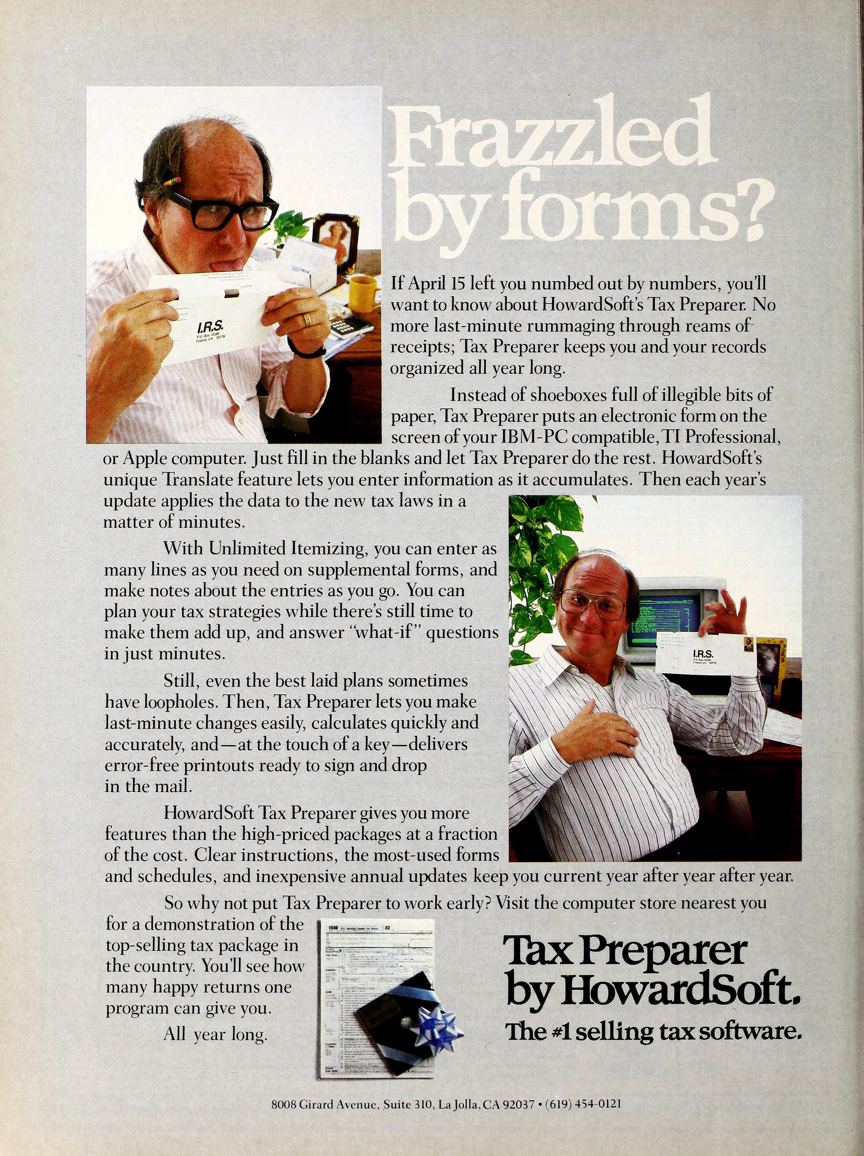 Frazzled
by forms?
I.R.S.
If April 15 left you numbed out by numbers, you'll
want to know about HowardSoft's Tax Preparer. No
more last-minute rummaging through reams of
receipts; Tax Preparer keeps you and your records
organized all year long.
Instead of shoeboxes full of illegible bits of
paper, Tax Preparer puts an electronic form on the
screen of your IBM-PC compatible, TI Professional,
or Apple computer. Just fill in the blanks and let Tax Preparer do the rest. HowardSoft's
unique Translate feature lets you enter information as it accumulates. Then each year's
update applies the data to the new tax laws in a
matter of minutes.
With Unlimited Itemizing, you can enter as
many lines as you need on supplemental forms, and
make notes about the entries as you go. You can
plan your tax strategies while there's still time to
make them add up, and answer “what-if” questions
in just minutes.
I.R.S.
Still, even the best laid plans sometimes
have loopholes. Then, Tax Preparer lets you make
last-minute changes easily, calculates quickly and
accurately, and—at the touch of a key—delivers
error-free printouts ready to sign and drop
in the mail.
HowardSoft Tax Preparer gives you more
features than the high-priced packages at a fraction
of the cost. Clear instructions, the most-used forms
and schedules, and inexpensive annual updates keep you current year after year after year.
So why not put Tax Preparer to work early? Visit the computer store nearest you
for a demonstration of the
top-selling tax package in
the country. You'll see how
many happy returns one
program can give you.
All year long.
1040
Tax Preparer
by HowardSoft.
The #1 selling tax software.
8008 Girard Avenue, Suite 310, La Jolla, CA 92037 • (619) 454-0121